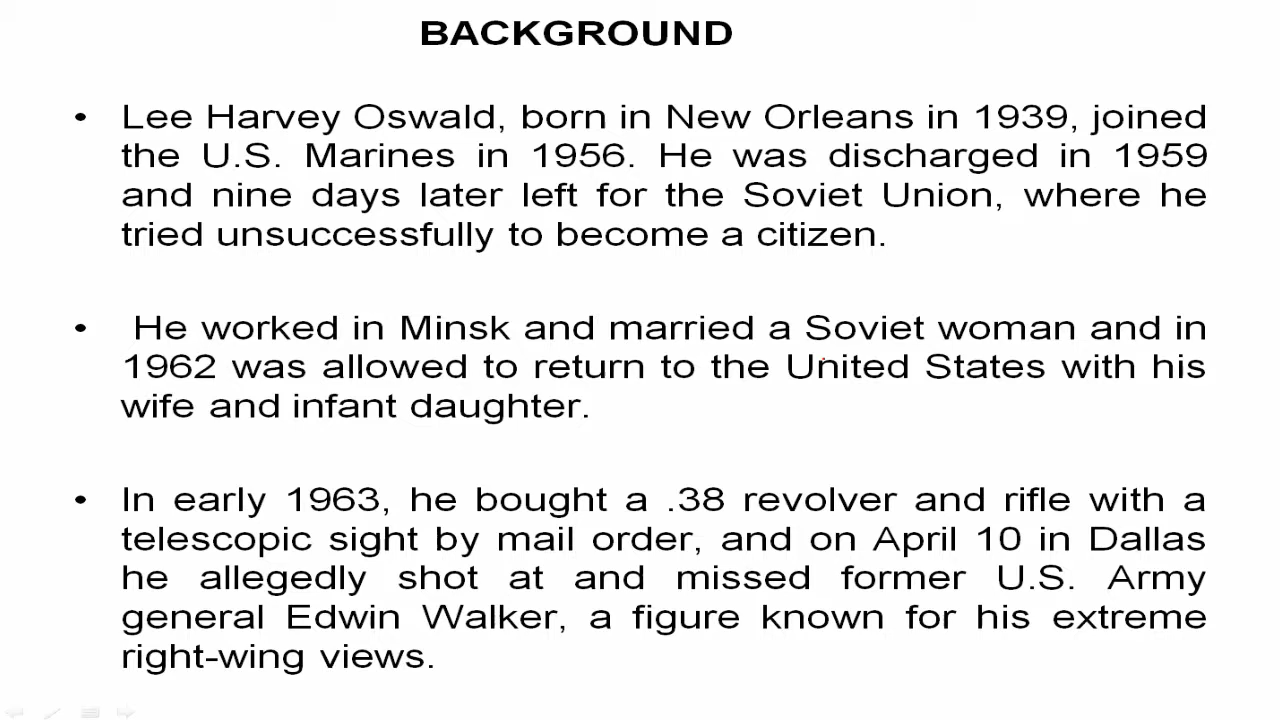 BACKGROUND
• Lee Harvey Oswald, born in New Orleans in 1939, joined
the U.S. Marines in 1956. He was discharged in 1959
and nine days later left for the Soviet Union, where he
tried unsuccessfully to become a citizen.
• He worked in Minsk and married a Soviet woman and in
1962 was allowed to return to the United States with his
wife and infant daughter.
• In early 1963, he bought a .38 revolver and rifle with a
telescopic sight by mail order, and on April 10 in Dallas
he allegedly shot at and missed former U.S. Army
general Edwin Walker, a figure known for his extreme
right-wing views.